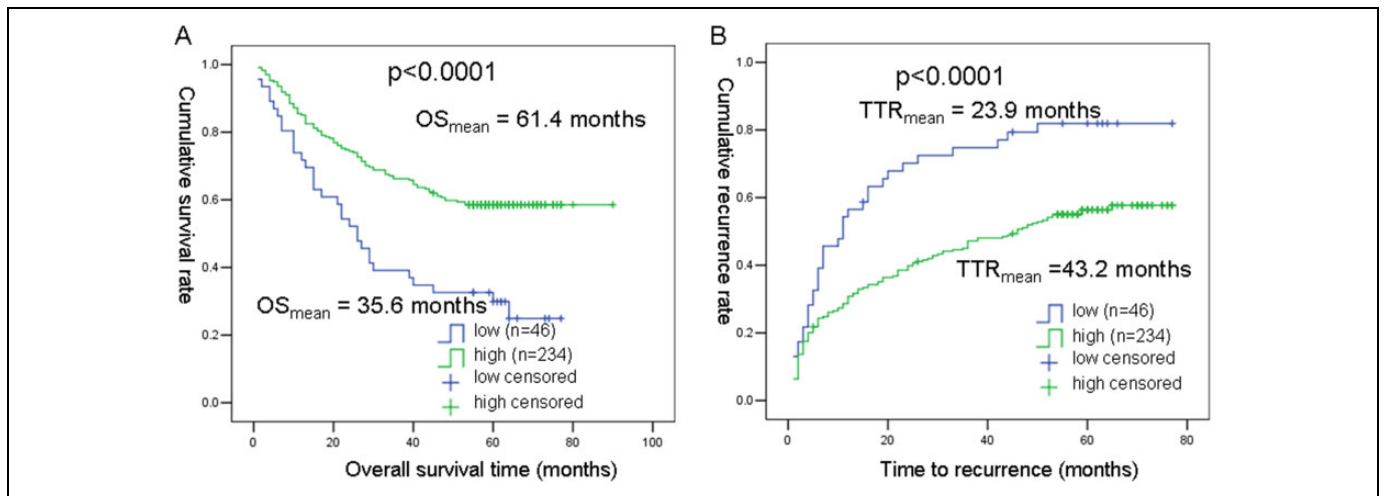 A
p<0.0001
OSmean = 61.4 months
OSmean = 35.6 months
low (n=46)
high (n=234)
low censored
high censored
Cumulative survival rate
1.0
0.8
0.6
0.4
0.2
0.0
0 20 40 60 80 100
Overall survival time (months)
B
p<0.0001
TTRmean = 23.9 months
TTRmean =43.2 months
low (n=46)
high (n=234)
low censored
high censored
Cumulative recurrence rate
1.0
0.8
0.6
0.4
0.2
0.0
0 20 40 60 80
Time to recurrence (months)